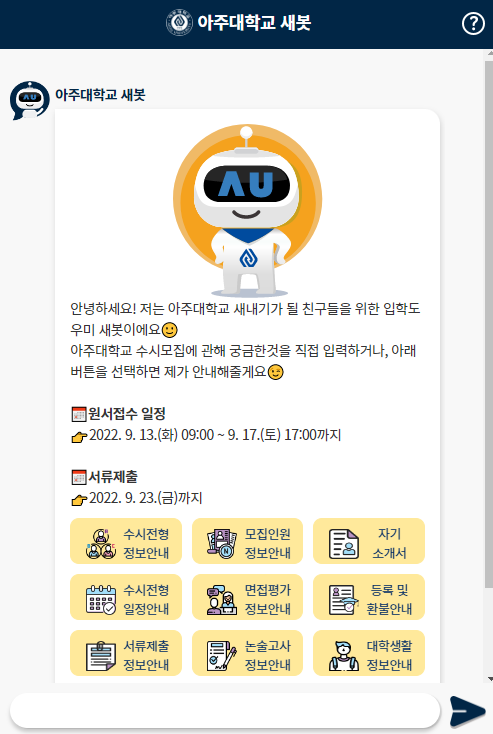 아주대학교 새봇
아주대학교 새봇
AU
안녕하세요! 저는 아주대학교 새내기가 될 친구들을 위한 입학도
우미 새봇이에요
아주대학교 수시모집에 관해 궁금한것을 직접 입력하거나, 아래
버튼을 선택하면 제가 안내해줄게요
원서접수 일정
2022. 9. 13.(화) 09:00 ~ 9. 17.(토) 17:00까지
서류제출
2022. 9. 23.(금)까지
수시전형
정보안내
모집인원
정보안내
자기
소개서
수시전형
일정안내
면접평가
정보안내
등록 및
환불안내
서류제출
정보안내
논술고사
정보안내
대학생활
정보안내